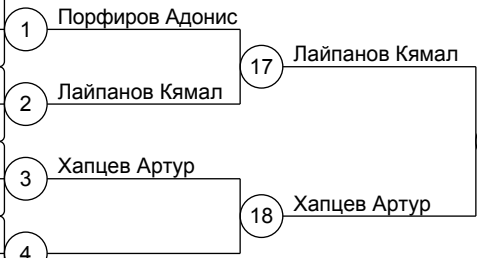 1 Порфиров Адонис
17 Лайпанов Кямал
2 Лайпанов Кямал
3 Хапцев Артур
18 Хапцев Артур
4